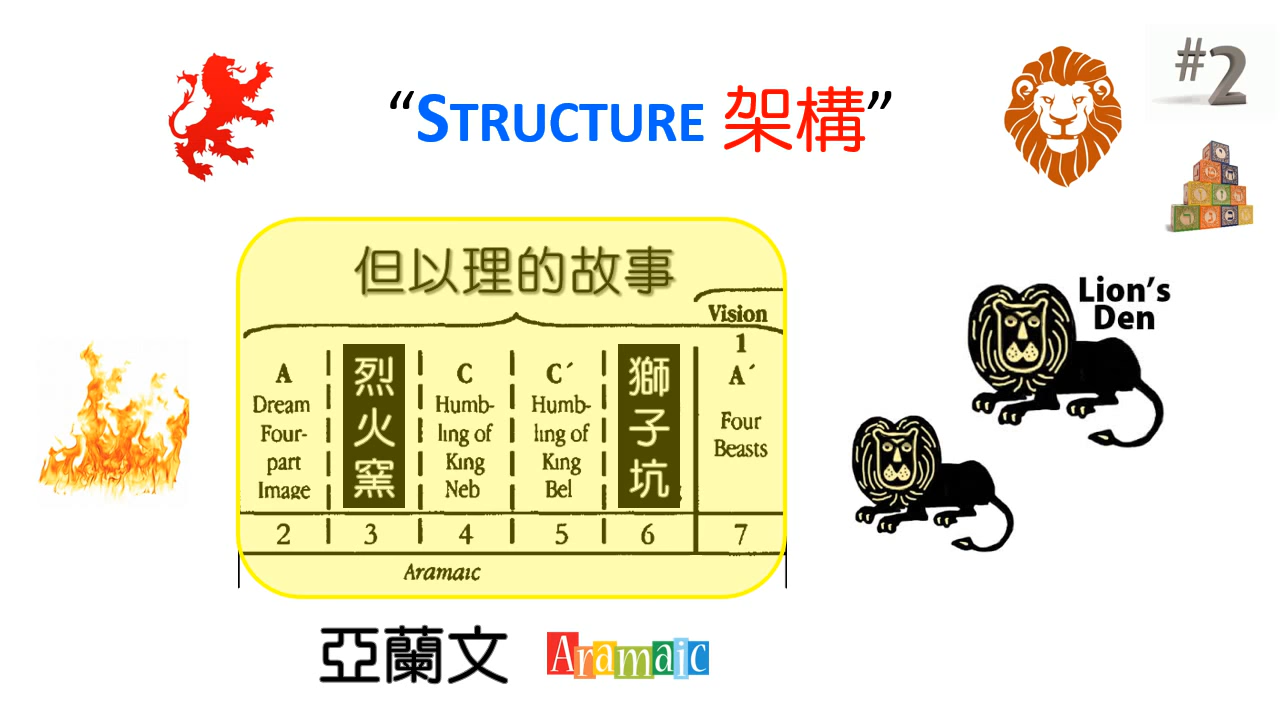 #2
“STRUCTURE 架構”
但以理的故事
Vision
1
A
Dream
Four-
part
Image
2
烈火窯
3
C
Humb-
ling of
King
Neb
4
C´
Humb-
ling of
King
Bel
5
獅子坑
6
A´
Four
Beasts
7
Aramaic
Lion’s
Den
亞蘭文 Aramaic